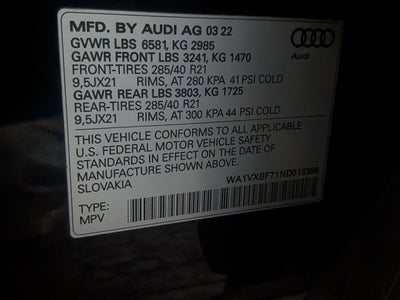 MFD. BY AUDI AG 03 22
GVWR LBS 6581, KG 2985
GAWR FRONT LBS 3241, KG 1470
FRONT-TIRES 285/40 R21
9,5JX21 RIMS, AT 280 KPA 41 PSI COLD
GAWR REAR LBS 3803, KG 1725
REAR-TIRES 285/40 R21
9,5JX21 RIMS, AT 300 KPA 44 PSI COLD
THIS VEHICLE CONFORMS TO ALL APPLICABLE
U.S. FEDERAL MOTOR VEHICLE SAFETY
STANDARDS IN EFFECT ON THE DATE OF
MANUFACTURE SHOWN ABOVE.
SLOVAKIA
WA1VXBF71ND013386
TYPE:
MPV
Audi